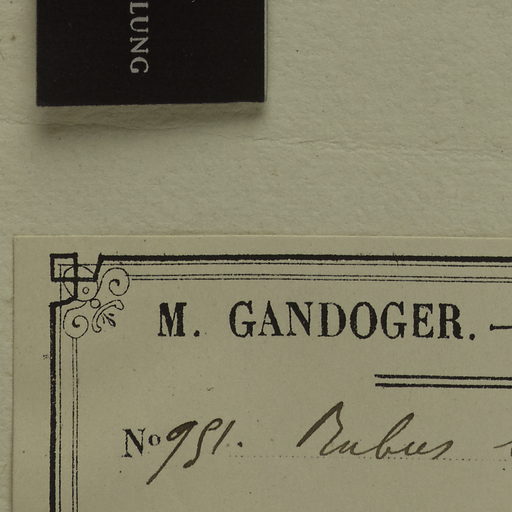 LUNG
M. GANDOGER. —
No 951. Rubus